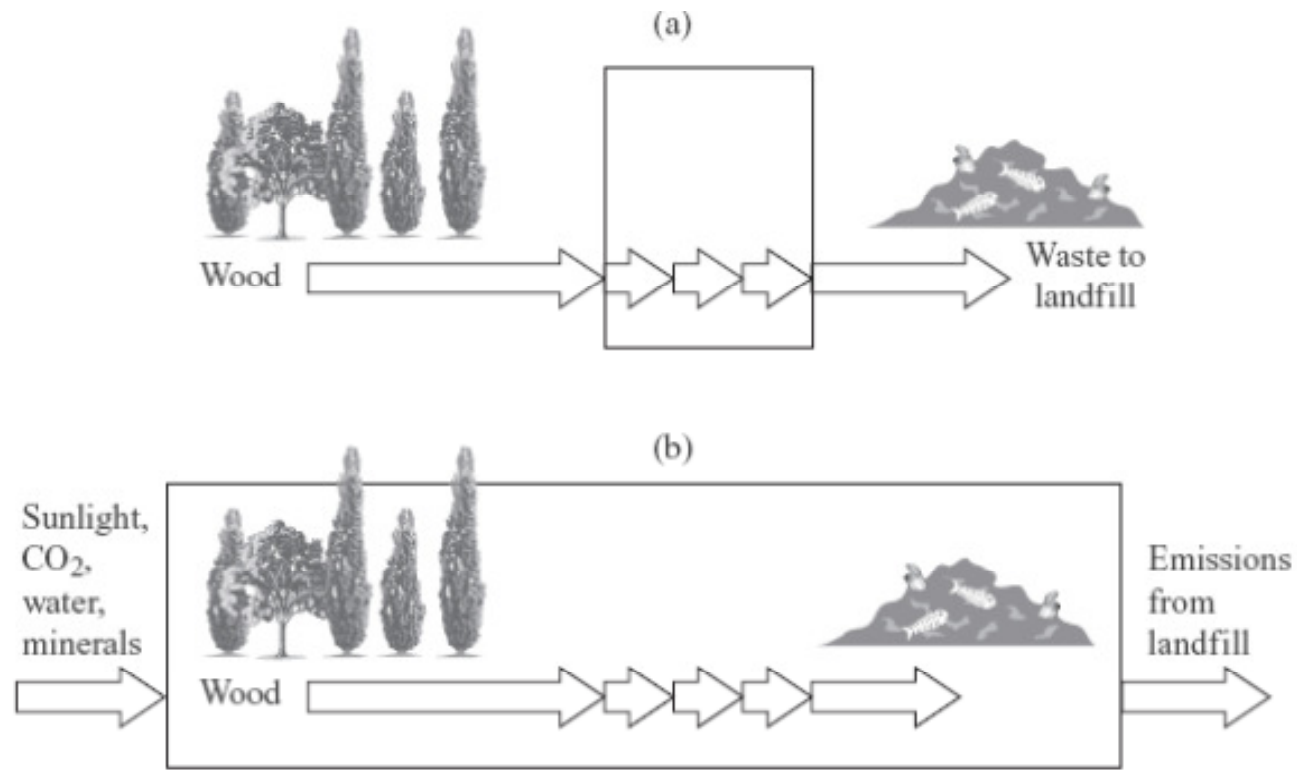 (a)
Wood
Waste to
landfill
(b)
Sunlight,
CO₂,
water,
minerals
Wood
Emissions
from
landfill